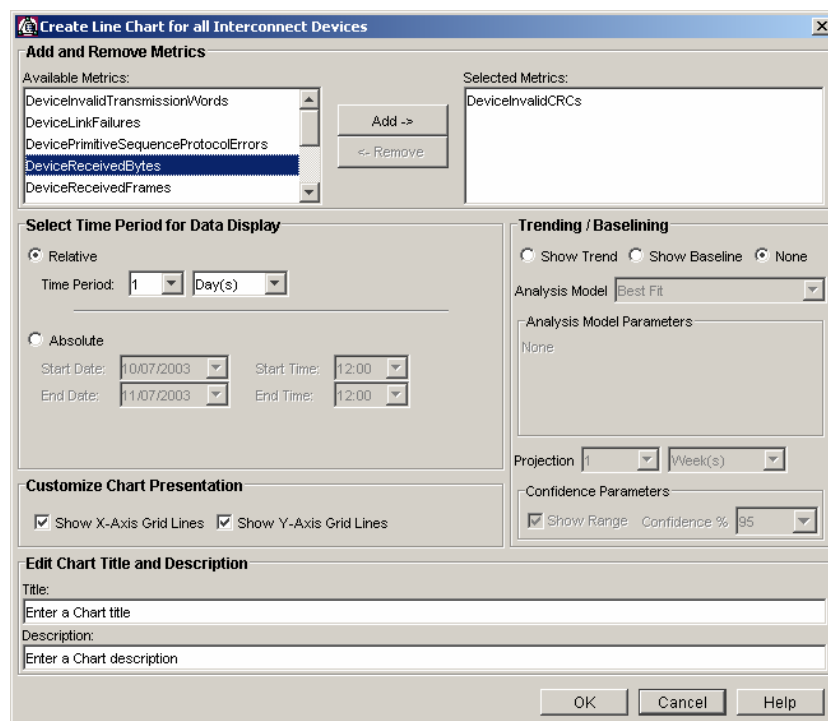 Create Line Chart for all Interconnect Devices
Add and Remove Metrics
Available Metrics:
DeviceInvalidTransmissionWords
DeviceLinkFailures
DevicePrimitiveSequenceProtocolErrors
DeviceReceivedBytes
DeviceReceivedFrames
Add ->
<- Remove
Selected Metrics:
DeviceInvalidCRCs
Select Time Period for Data Display
Relative
Time Period: 1 Day(s)
Absolute
Start Date: 10/07/2003 Start Time: 12:00
End Date: 11/07/2003 End Time: 12:00
Trending / Baselining
Show Trend Show Baseline None
Analysis Model Best Fit
Analysis Model Parameters
None
Projection 1 Week(s)
Confidence Parameters
Show Range Confidence % 95
Customize Chart Presentation
Show X-Axis Grid Lines Show Y-Axis Grid Lines
Edit Chart Title and Description
Title:
Enter a Chart title
Description:
Enter a Chart description
OK Cancel Help